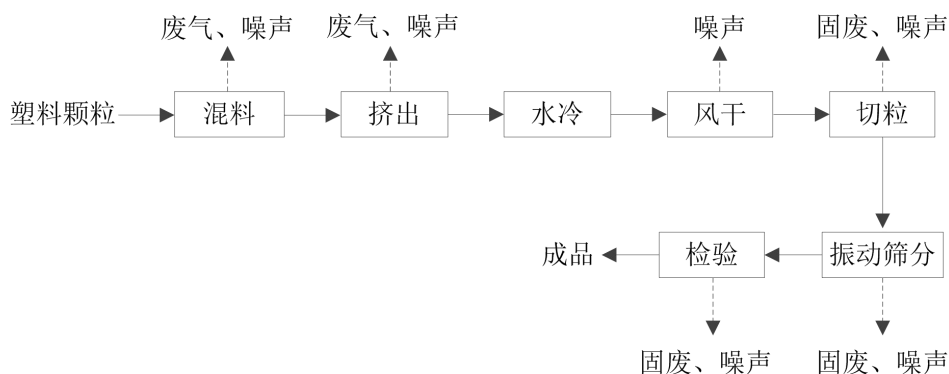 废气、噪声
废气、噪声
噪声
固废、噪声
塑料颗粒
混料
挤出
水冷
风干
切粒
成品
检验
振动筛分
固废、噪声
固废、噪声